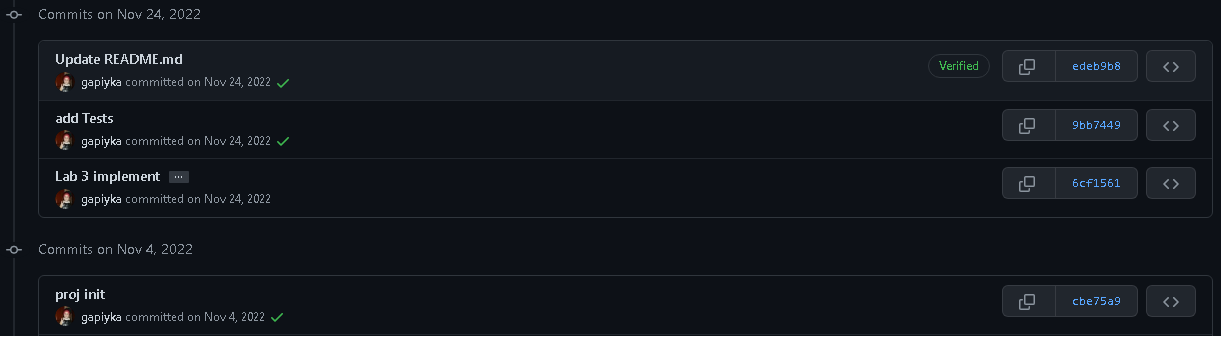 Commits on Nov 24, 2022
Update README.md
gapiyka committed on Nov 24, 2022
Verified
edeb9b8
add Tests
gapiyka committed on Nov 24, 2022
9bb7449
Lab 3 implement ...
gapiyka committed on Nov 24, 2022
6cf1561
Commits on Nov 4, 2022
proj init
gapiyka committed on Nov 4, 2022
cbe75a9